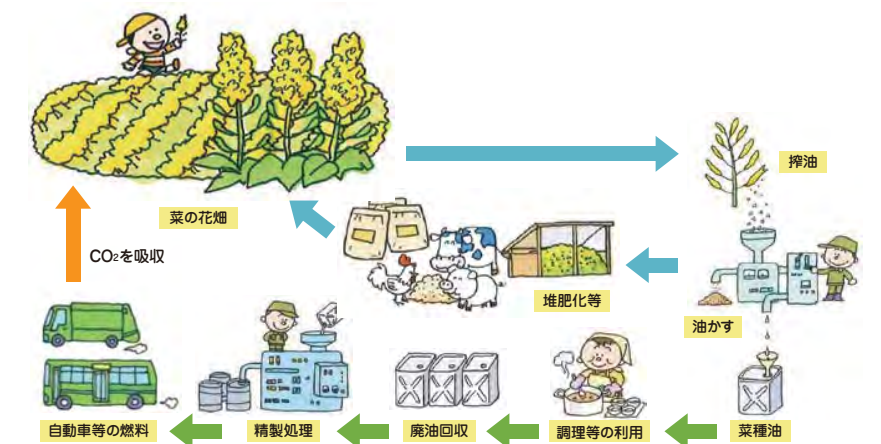 搾油
菜の花畑
CO2を吸収
堆肥化等
油かす
自動車等の燃料
精製処理
廃油回収
調理等の利用
菜種油